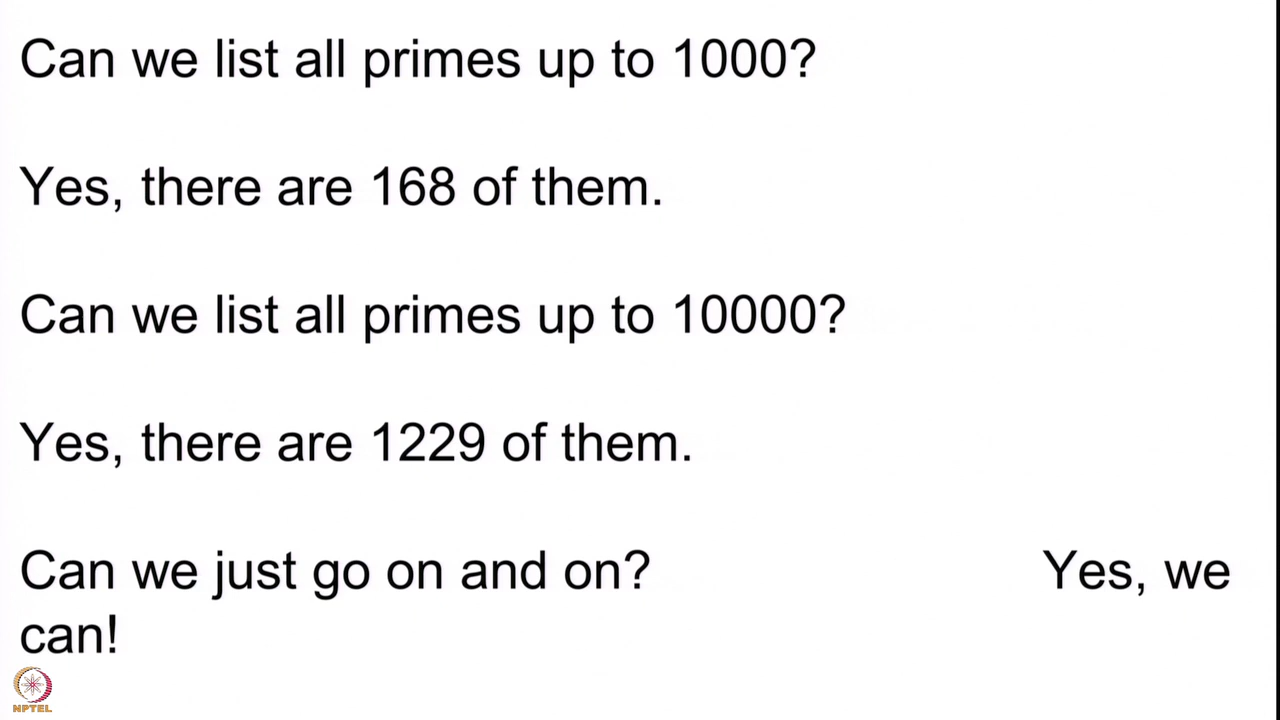 Can we list all primes up to 1000?
Yes, there are 168 of them.
Can we list all primes up to 10000?
Yes, there are 1229 of them.
Can we just go on and on? Yes, we
can!
NPTEL